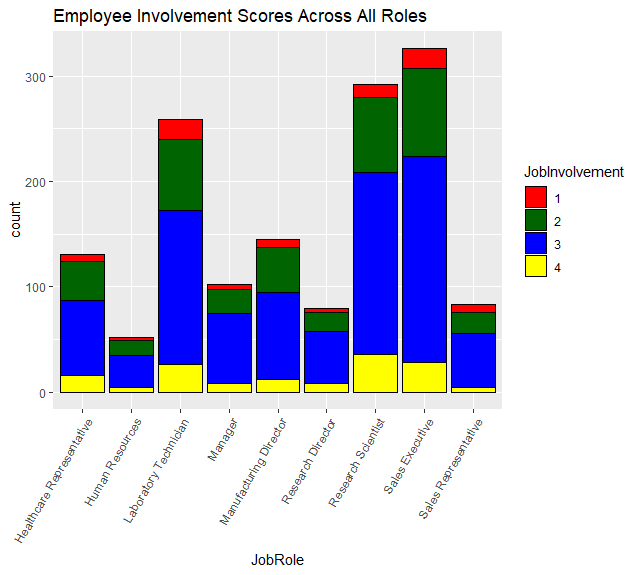 Employee Involvement Scores Across All Roles
count
300
200
100
0
Healthcare Representative
Human Resources
Laboratory Technician
Manager
Manufacturing Director
Research Director
Research Scientist
Sales Executive
Sales Representative
JobRole
JobInvolvement
1
2
3
4